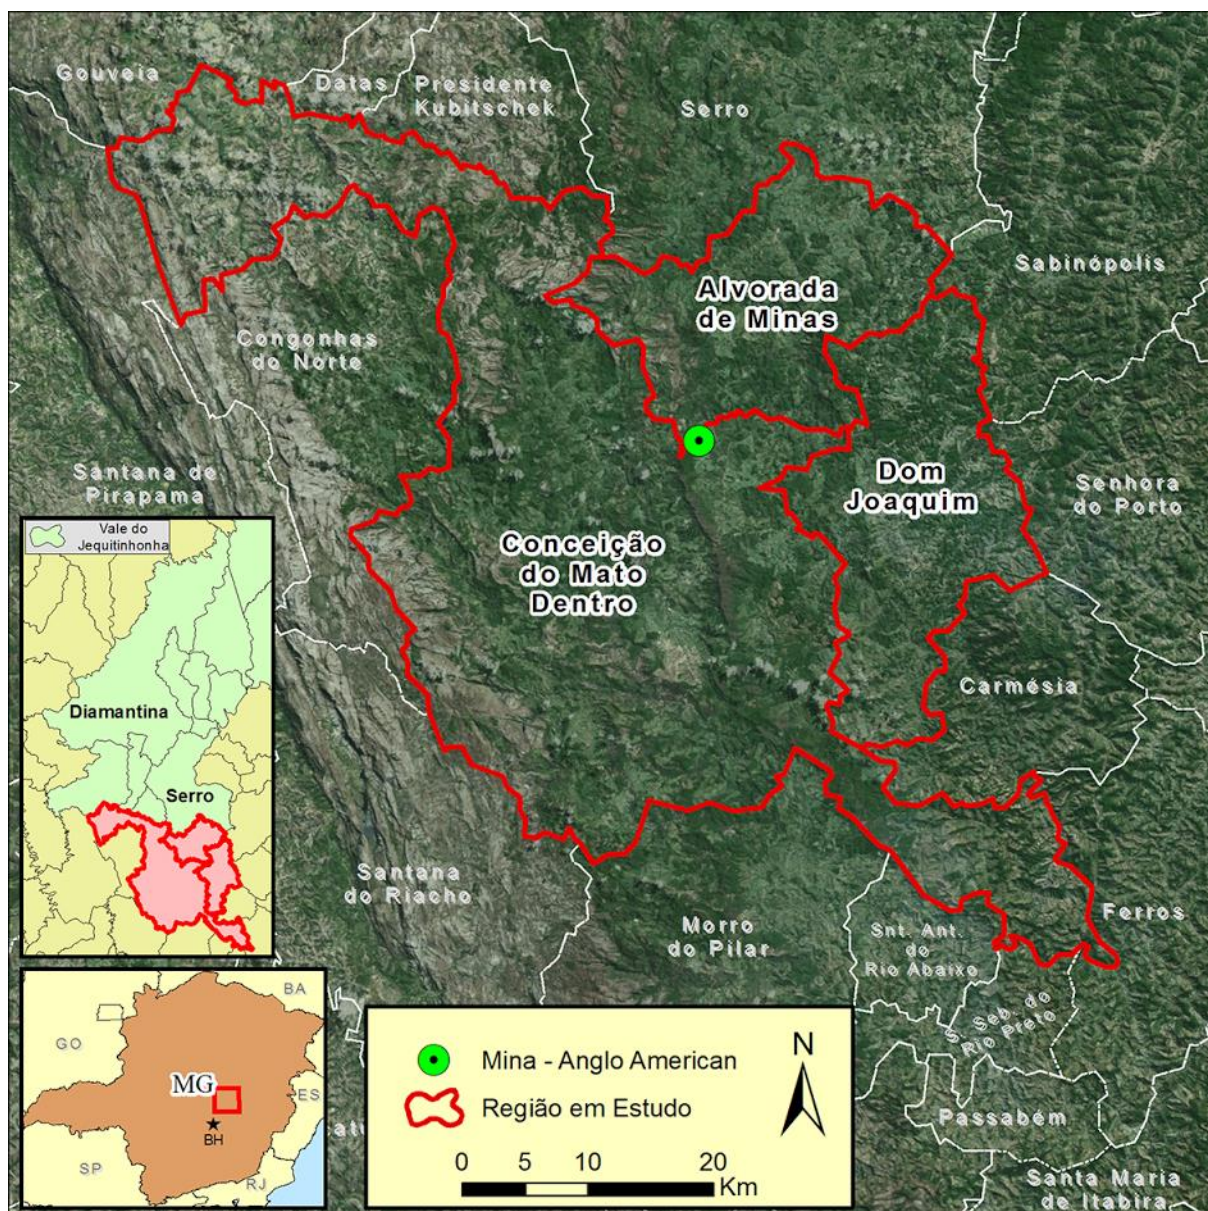 Gouveia
Datas
Presidente
Kubitschek
Serro
Sabinópolis
Alvorada
de Minas
Congonhas
do Norte
Santana de
Pirapama
Dom
Joaquim
Senhora
do Porto
Conceição
do Mato
Dentro
Carmésia
Santana
do Riacho
Morro
do Pilar
Snt. Ant.
do
Rio Abaixo
Ferros
S. Seb. do
Rio Preto
Passabém
Santa Maria
de Itabira
Vale do
Jequitinhonha
Diamantina
Serro
BA
GO
MG
ES
BH
SP
RJ
Mina - Anglo American
Região em Estudo
N
0 5 10 20
Km